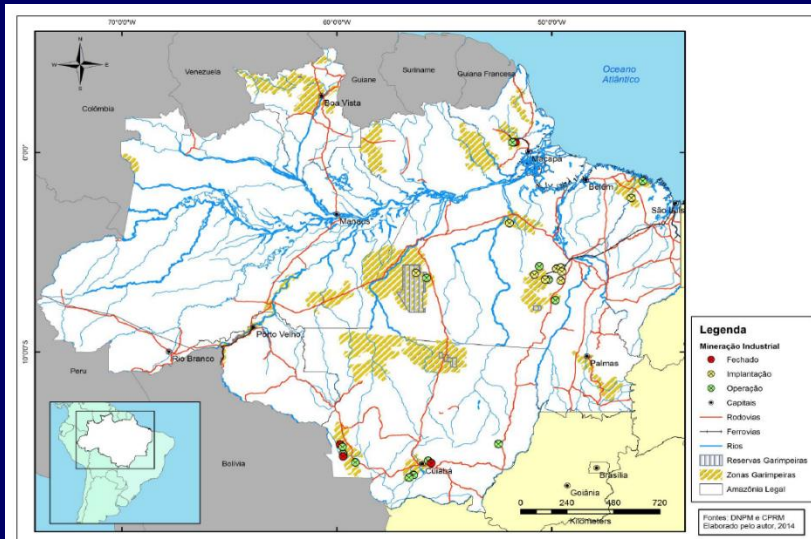 70°0'0"W
60°0'0"W
50°0'0"W
N
W
E
S
Venezuela
Guiane
Suriname
Guiana Francesa
Oceano
Atlântico
Colômbia
Boa Vista
Macapá
Belém
São Luís
Manaus
Porto Velho
Rio Branco
Palmas
10°0'0"S
Peru
Bolívia
Cuiabá
Brasília
Goiânia
0 240 480 720
Kilometers
Legenda
Mineração Industrial
Fechado
Implantação
Operação
Capitais
Rodovias
Ferrovias
Rios
Reservas Garimpeiras
Zonas Garimpeiras
Amazônia Legal
Fontes: DNPM e CPRM
Elaborado pelo autor, 2014